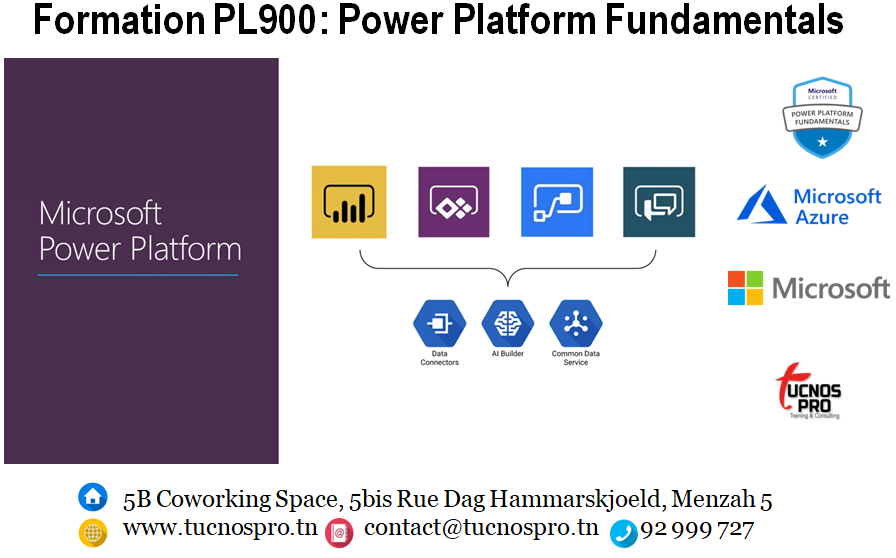 Formation PL900: Power Platform Fundamentals
Microsoft
Power Platform
Data
Connectors
AI Builder
Common Data
Service
Microsoft
CERTIFIED
POWER PLATFORM
FUNDAMENTALS
Microsoft
Azure
Microsoft
TUCNOS
PRO
Training & Consulting
5B Coworking Space, 5bis Rue Dag Hammarskjoeld, Menzah 5
www.tucnospro.tn contact@tucnospro.tn 92 999 727